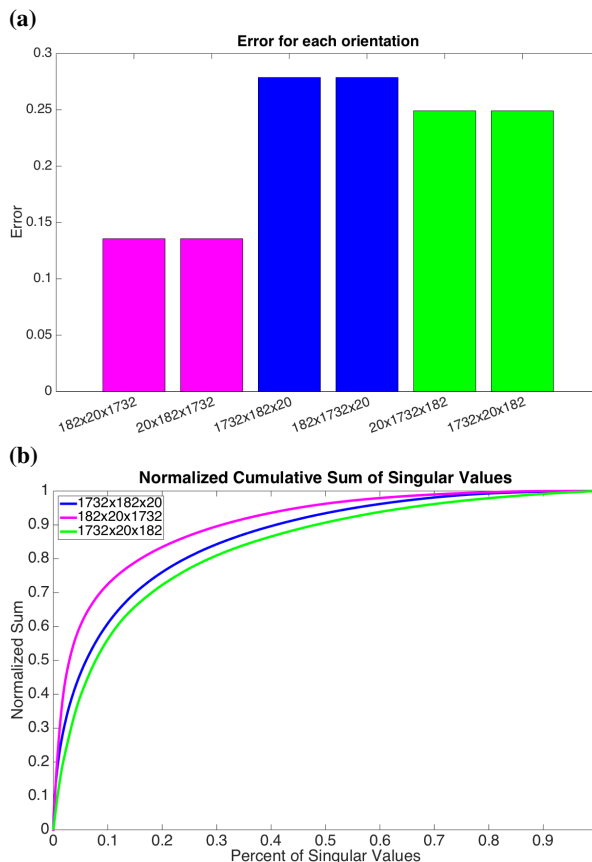 (a)
Error for each orientation
0.3
0.25
0.2
0.15
0.1
0.05
0
Error
182x20x1732
20x182x1732
1732x182x20
182x1732x20
20x1732x182
1732x20x182
(b)
Normalized Cumulative Sum of Singular Values
1
0.9
0.8
0.7
0.6
0.5
0.4
0.3
0.2
0.1
0
Normalized Sum
1732x182x20
182x20x1732
1732x20x182
0
0.1
0.2
0.3
0.4
0.5
0.6
0.7
0.8
0.9
Percent of Singular Values